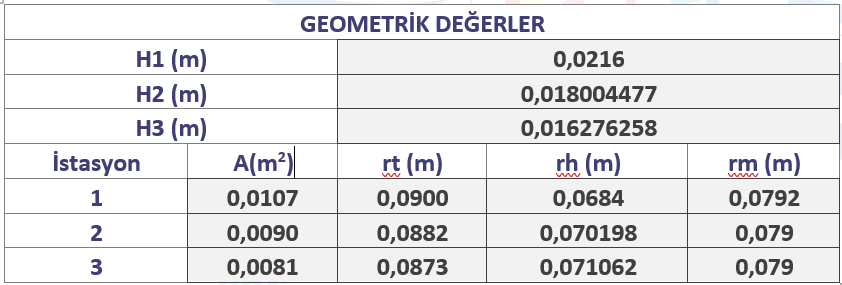 GEOMETRİK DEĞERLER
H1 (m) 0,0216
H2 (m) 0,018004477
H3 (m) 0,016276258
İstasyon A(m²) rt (m) rh (m) rm (m)
1 0,0107 0,0900 0,0684 0,0792
2 0,0090 0,0882 0,070198 0,079
3 0,0081 0,0873 0,071062 0,079